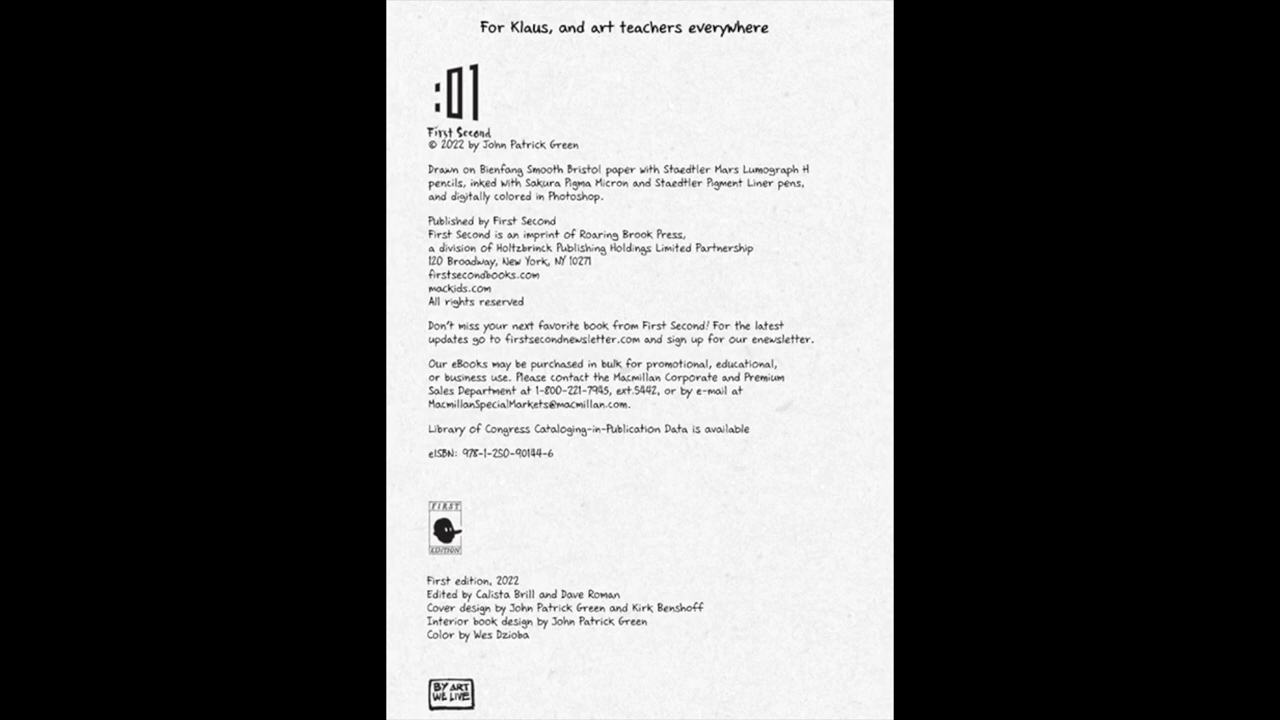 For Klaus, and art teachers everywhere
:01
First Second
© 2022 by John Patrick Green
Drawn on Bienfang Smooth Bristol paper with Staedtler Mars Lumograph H
pencils, inked with Sakura Pigma Micron and Staedtler Pigment Liner pens,
and digitally colored in Photoshop.
Published by First Second
First Second is an imprint of Roaring Brook Press,
a division of Holtzbrinck Publishing Holdings Limited Partnership
120 Broadway, New York, NY 10271
firstsecondbooks.com
mackids.com
All rights reserved
Don't miss your next favorite book from First Second! For the latest
updates go to firstsecondnewsletter.com and sign up for our enewsletter.
Our eBooks may be purchased in bulk for promotional, educational,
or business use. Please contact the Macmillan Corporate and Premium
Sales Department at 1-800-221-7945, ext.5442, or by e-mail at
MacmillanSpecialMarkets@macmillan.com.
Library of Congress Cataloging-in-Publication Data is available
eISBN: 978-1-250-90144-6
FIRST
EDITION
First edition, 2022
Edited by Calista Brill and Dave Roman
Cover design by John Patrick Green and Kirk Benshoff
Interior book design by John Patrick Green
Color by Wes Dzioba
BY ART
WE LIVE